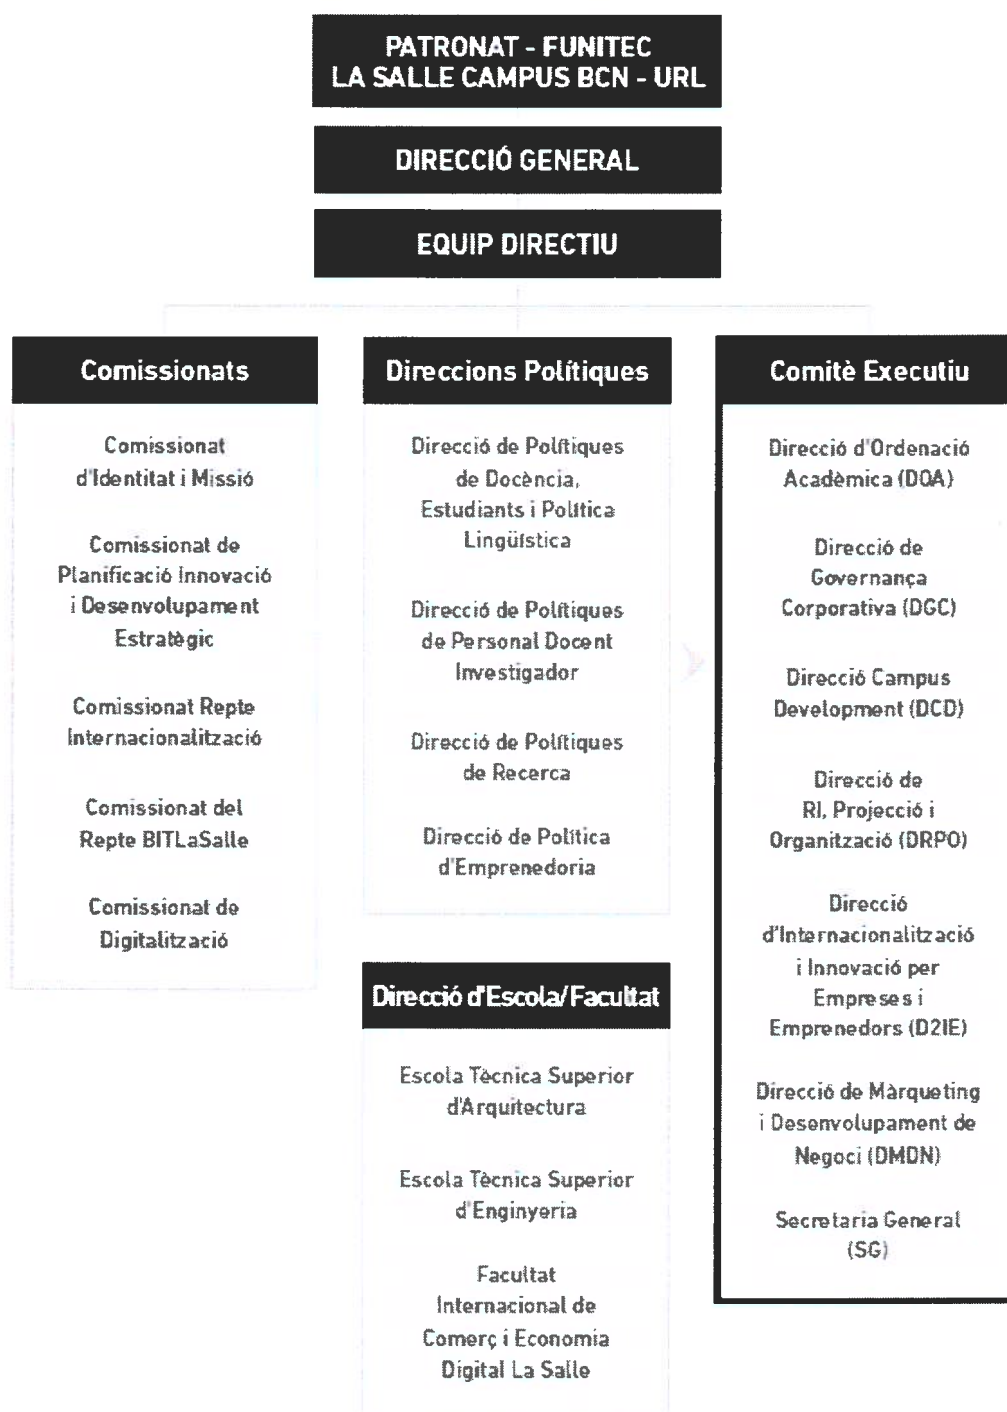 PATRONAT - FUNITEC
LA SALLE CAMPUS BCN - URL
DIRECCIÓ GENERAL
EQUIP DIRECTIU
Comissionats
Comissionat
d'Identitat i Missió
Comissionat de
Planificació Innovació
i Desenvolupament
Estratègic
Comissionat Repte
Internacionalització
Comissionat del
Repte BITLaSalle
Comissionat de
Digitalització
Direccions Polítiques
Direcció de Polítiques
de Docència,
Estudiants i Política
Lingüística
Direcció de Polítiques
de Personal Docent
Investigador
Direcció de Polítiques
de Recerca
Direcció de Política
d'Emprenedoria
Direcció d'Escola/Facultat
Escola Tècnica Superior
d'Arquitectura
Escola Tècnica Superior
d'Enginyeria
Facultat
Internacional de
Comerç i Economia
Digital La Salle
Comitè Executiu
Direcció d'Ordenació
Acadèmica (DOA)
Direcció de
Governança
Corporativa (DGC)
Direcció Campus
Development (DCD)
Direcció de
RI, Projecció i
Organització (DRPO)
Direcció
d'Internacionalització
i Innovació per
Empreses i
Emprenedors (D2IE)
Direcció de Màrqueting
i Desenvolupament de
Negoci (DMDN)
Secretaria General
(SG)